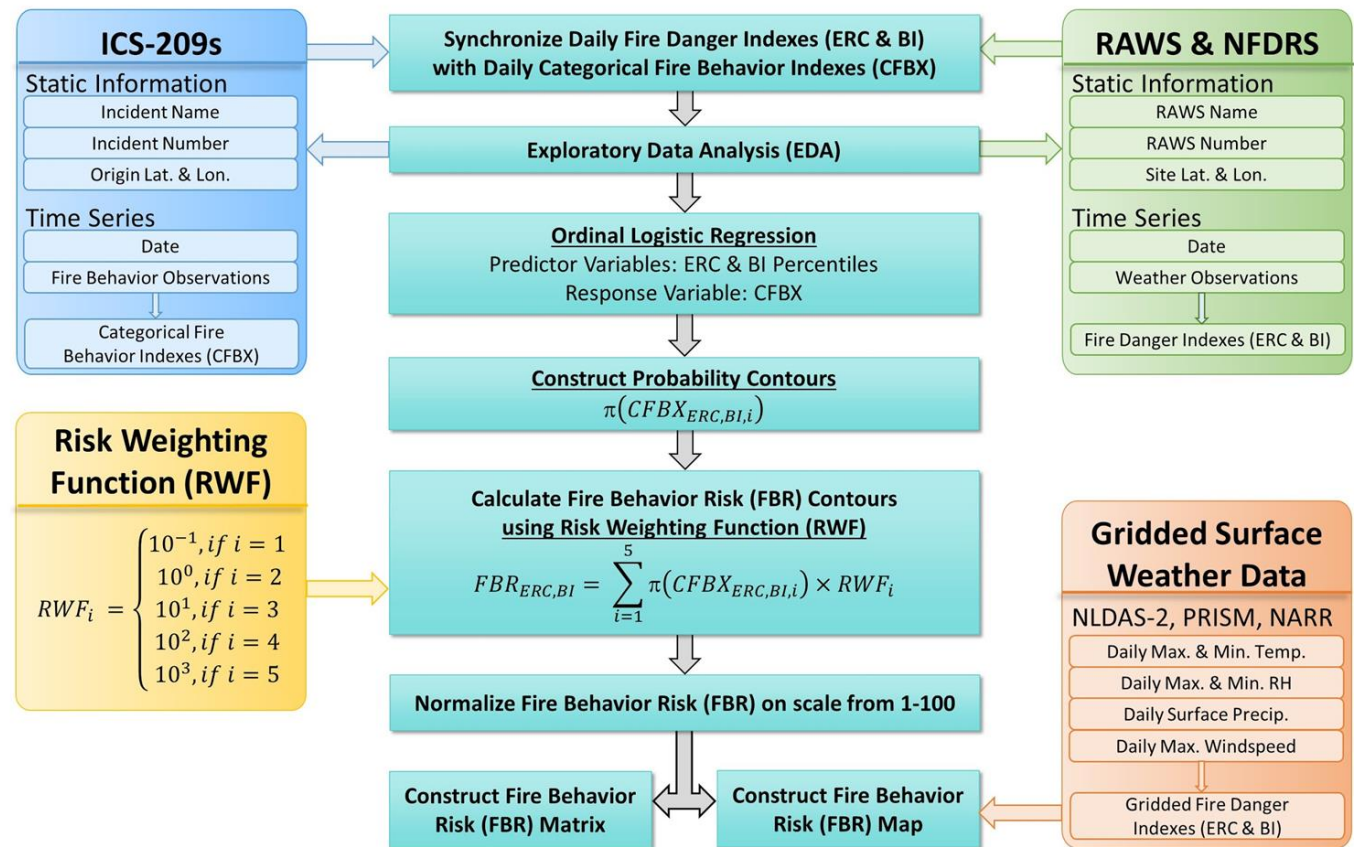 ICS-209s
Static Information
Incident Name
Incident Number
Origin Lat. & Lon.
Time Series
Date
Fire Behavior Observations
Categorical Fire
Behavior Indexes (CFBX)
Synchronize Daily Fire Danger Indexes (ERC & BI)
with Daily Categorical Fire Behavior Indexes (CFBX)
Exploratory Data Analysis (EDA)
Ordinal Logistic Regression
Predictor Variables: ERC & BI Percentiles
Response Variable: CFBX
Construct Probability Contours
π(CFBX_{ERC,BI,i})
RAWS & NFDRS
Static Information
RAWS Name
RAWS Number
Site Lat. & Lon.
Time Series
Date
Weather Observations
Fire Danger Indexes (ERC & BI)
Risk Weighting
Function (RWF)
RWF_i = {
10^{-1}, if i = 1
10^0, if i = 2
10^1, if i = 3
10^2, if i = 4
10^3, if i = 5
Calculate Fire Behavior Risk (FBR) Contours
using Risk Weighting Function (RWF)
FBR_{ERC,BI} = \sum_{i=1}^{5} π(CFBX_{ERC,BI,i}) × RWF_i
Normalize Fire Behavior Risk (FBR) on scale from 1-100
Construct Fire Behavior
Risk (FBR) Matrix
Construct Fire Behavior
Risk (FBR) Map
Gridded Surface
Weather Data
NLDAS-2, PRISM, NARR
Daily Max. & Min. Temp.
Daily Max. & Min. RH
Daily Surface Precip.
Daily Max. Windspeed
Gridded Fire Danger
Indexes (ERC & BI)